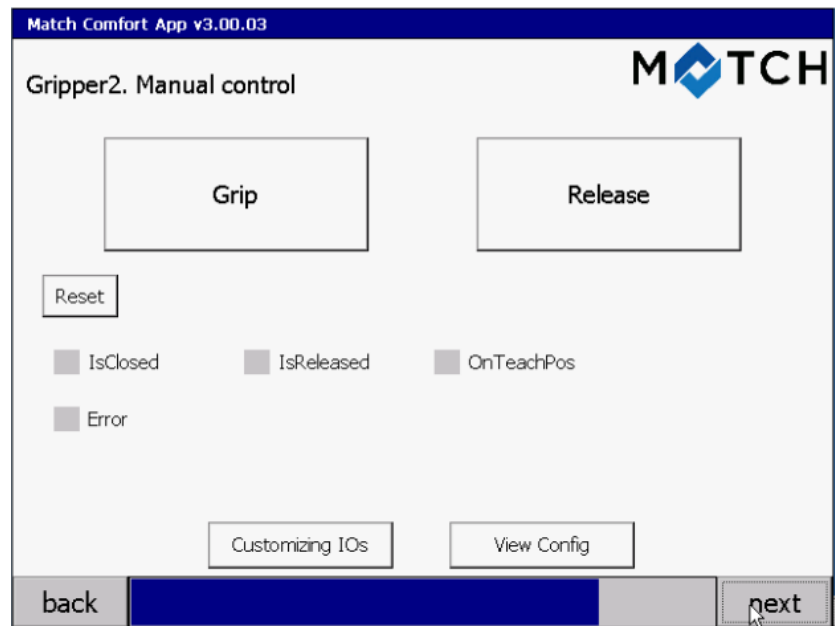 Match Comfort App v3.00.03
MATCH
Gripper2. Manual control
Grip Release
Reset
IsClosed IsReleased OnTeachPos
Error
Customizing IOs View Config
back next